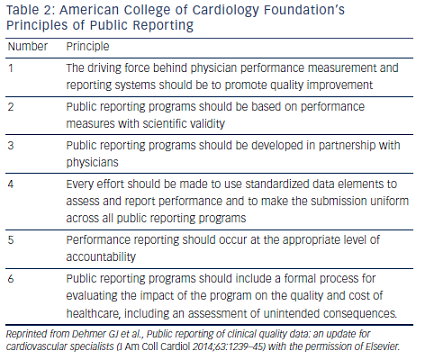 Table 2: American College of Cardiology Foundation's
Principles of Public Reporting
Number Principle
1 The driving force behind physician performance measurement and
reporting systems should be to promote quality improvement
2 Public reporting programs should be based on performance
measures with scientific validity
3 Public reporting programs should be developed in partnership with
physicians
4 Every effort should be made to use standardized data elements to
assess and report performance and to make the submission uniform
across all public reporting programs
5 Performance reporting should occur at the appropriate level of
accountability
6 Public reporting programs should include a formal process for
evaluating the impact of the program on the quality and cost of
healthcare, including an assessment of unintended consequences.
Reprinted from Dehmer GJ et al., Public reporting of clinical quality data: an update for
cardiovascular specialists (J Am Coll Cardiol 2014;63:1239–45) with the permission of Elsevier.